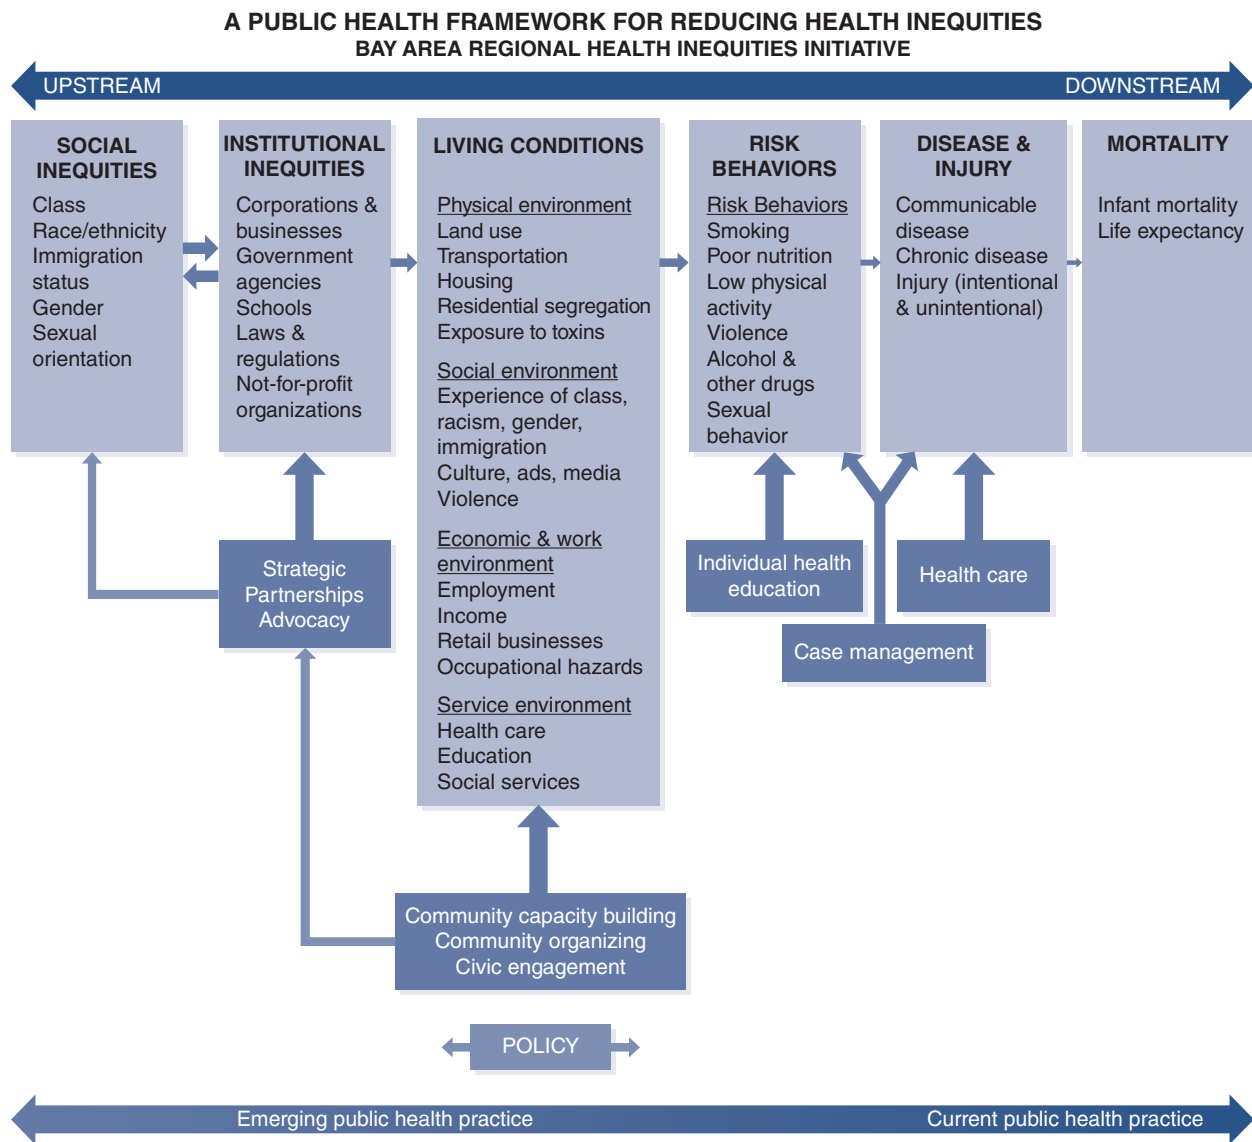 A PUBLIC HEALTH FRAMEWORK FOR REDUCING HEALTH INEQUITIES
BAY AREA REGIONAL HEALTH INEQUITIES INITIATIVE
UPSTREAM
DOWNSTREAM
SOCIAL
INEQUITIES
Class
Race/ethnicity
Immigration
status
Gender
Sexual
orientation
INSTITUTIONAL
INEQUITIES
Corporations &
businesses
Government
agencies
Schools
Laws &
regulations
Not-for-profit
organizations
LIVING CONDITIONS
Physical environment
Land use
Transportation
Housing
Residential segregation
Exposure to toxins
Social environment
Experience of class,
racism, gender,
immigration
Culture, ads, media
Violence
Economic & work
environment
Employment
Income
Retail businesses
Occupational hazards
Service environment
Health care
Education
Social services
RISK
BEHAVIORS
Risk Behaviors
Smoking
Poor nutrition
Low physical
activity
Violence
Alcohol &
other drugs
Sexual
behavior
DISEASE &
INJURY
Communicable
disease
Chronic disease
Injury (intentional
& unintentional)
MORTALITY
Infant mortality
Life expectancy
Strategic
Partnerships
Advocacy
Individual health
education
Health care
Case management
Community capacity building
Community organizing
Civic engagement
POLICY
Emerging public health practice
Current public health practice